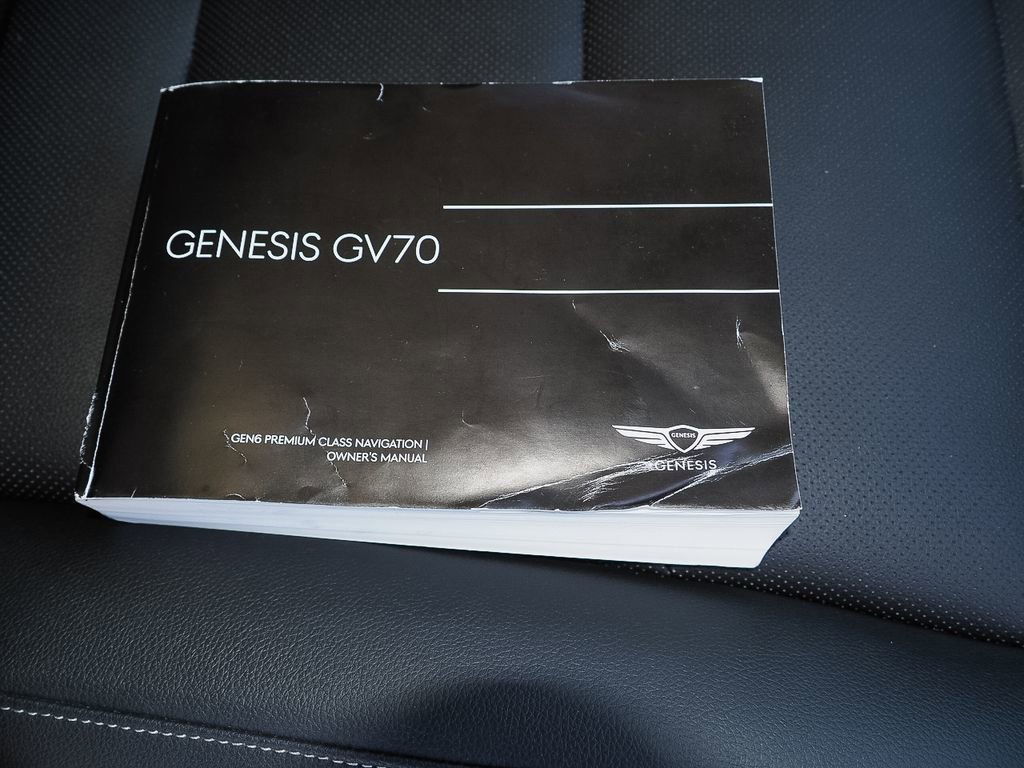 GENESIS GV70
GEN6 PREMIUM CLASS NAVIGATION |
OWNER'S MANUAL
GENESIS
GENESIS